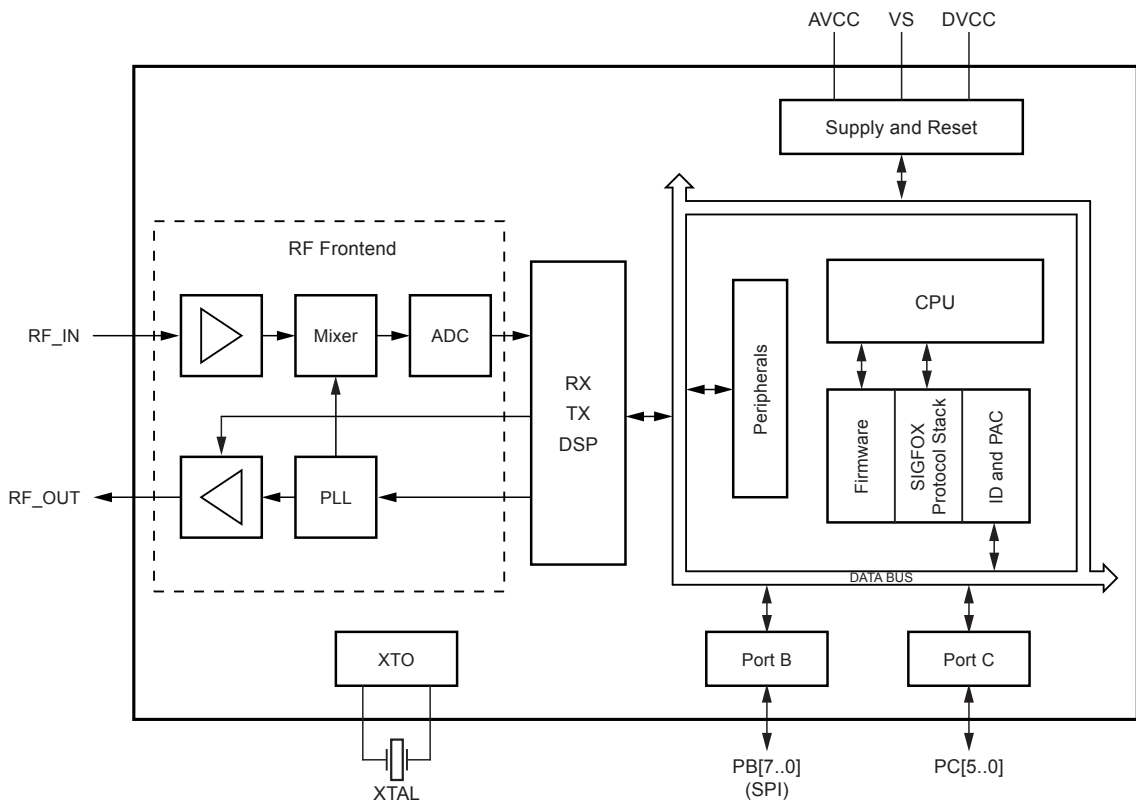 AVCC VS DVCC
Supply and Reset
RF Frontend
CPU
RF_IN
Mixer
ADC
RX
TX
DSP
Peripherals
Firmware
SIGFOX
Protocol Stack
ID and PAC
RF_OUT
PLL
DATA BUS
XTO
Port B
Port C
XTAL
PB[7..0]
(SPI)
PC[5..0]